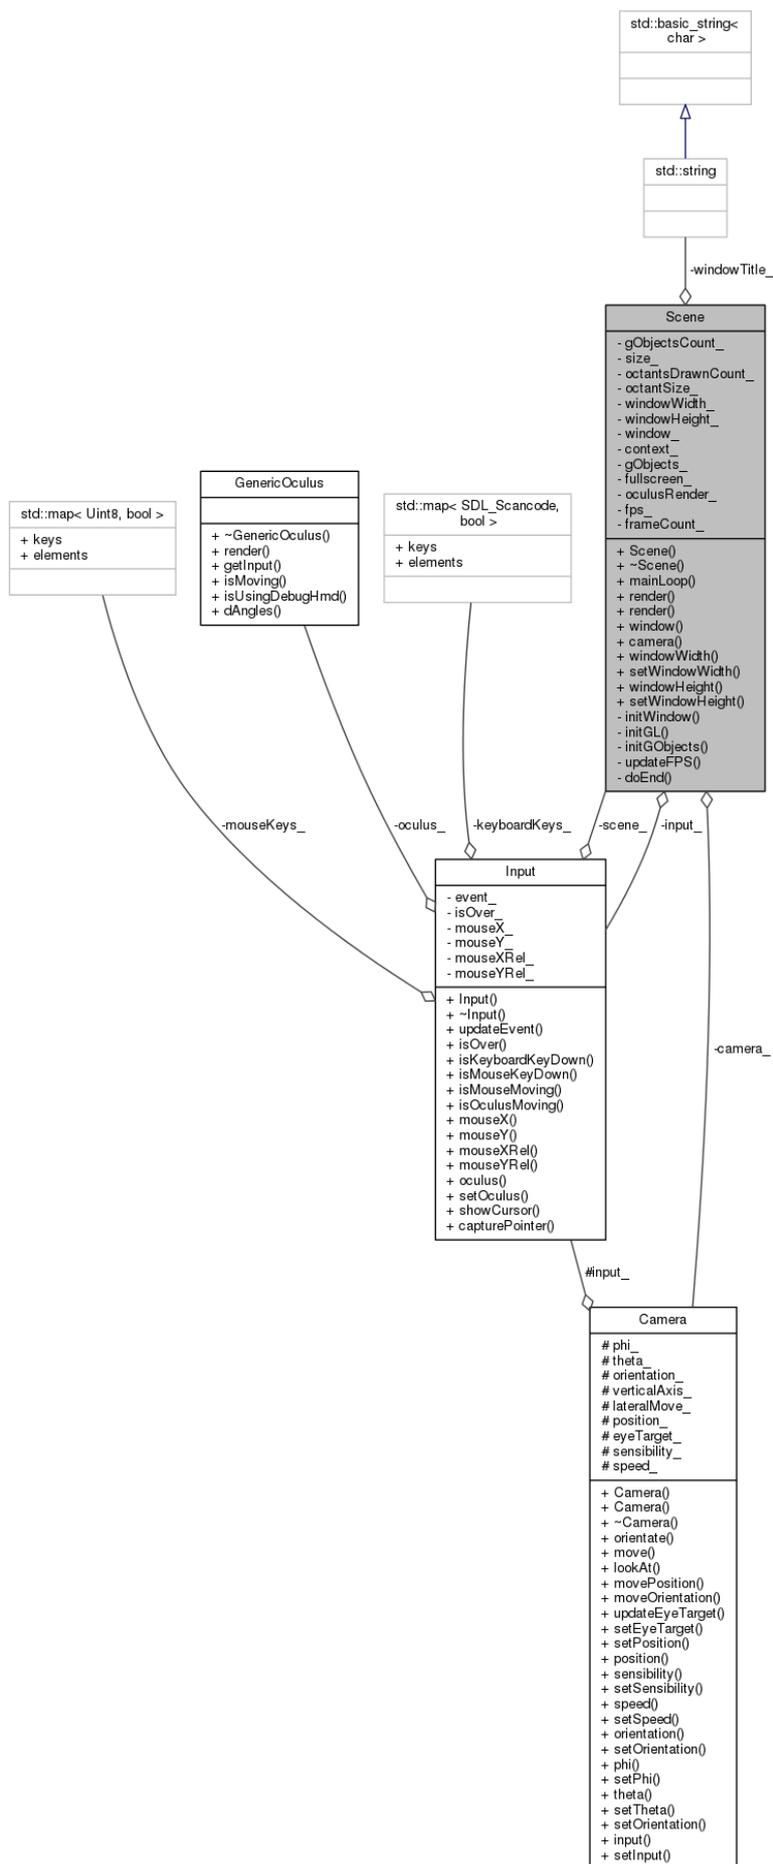 std::basic_string<
char >
std::string
-windowTitle_
Scene
- gObjectsCount_
- size_
- octantsDrawnCount_
- octantSize_
- windowWidth_
- windowHeight_
- window_
- context_
- gObjects_
- fullscreen_
- oculusRender_
- fps_
- frameCount_
+ Scene()
+ ~Scene()
+ mainLoop()
+ render()
+ render()
+ window()
+ camera()
+ windowWidth()
+ setWindowWidth()
+ windowHeight()
+ setWindowHeight()
- initWindow()
- initGL()
- initGObjects()
- updateFPS()
- doEnd()
std::map< Uint8, bool >
+ keys
+ elements
GenericOculus
+ ~GenericOculus()
+ render()
+ getInput()
+ isMoving()
+ isUsingDebugHmd()
+ dAngles()
std::map< SDL_Scancode,
bool >
+ keys
+ elements
-mouseKeys_
-oculus_
-keyboardKeys_
-scene_
-input_
Input
- event_
- isOver_
- mouseX_
- mouseY_
- mouseXRel_
- mouseYRel_
+ Input()
+ ~Input()
+ updateEvent()
+ isOver()
+ isKeyboardKeyDown()
+ isMouseKeyDown()
+ isMouseMoving()
+ isOculusMoving()
+ mouseX()
+ mouseY()
+ mouseXRel()
+ mouseYRel()
+ oculus()
+ setOculus()
+ showCursor()
+ capturePointer()
-camera_
#input_
Camera
# phi_
# theta_
# orientation_
# verticalAxis_
# lateralMove_
# position_
# eyeTarget_
# sensibility_
# speed_
+ Camera()
+ Camera()
+ ~Camera()
+ orientate()
+ move()
+ lookAt()
+ movePosition()
+ moveOrientation()
+ updateEyeTarget()
+ setEyeTarget()
+ setPosition()
+ position()
+ sensibility()
+ setSensibility()
+ speed()
+ setSpeed()
+ orientation()
+ setOrientation()
+ phi()
+ setPhi()
+ theta()
+ setTheta()
+ setOrientation()
+ input()
+ setInput()